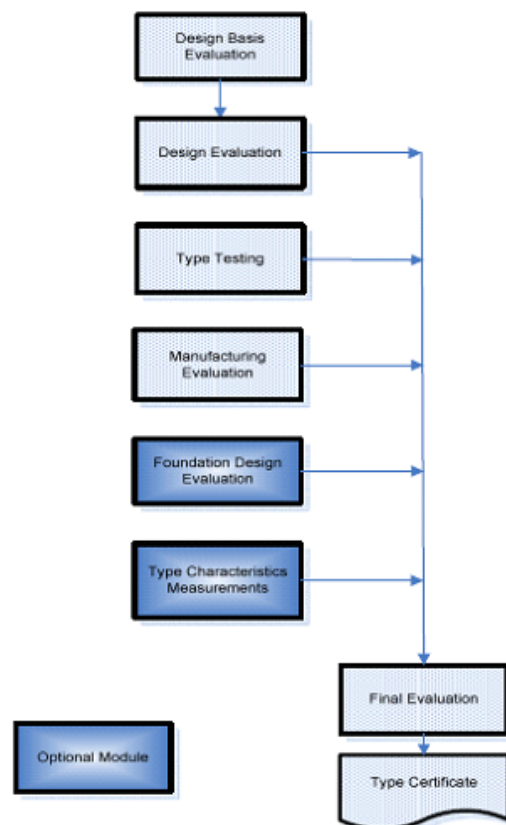 Design Basis
Evaluation
Design Evaluation
Type Testing
Manufacturing
Evaluation
Foundation Design
Evaluation
Type Characteristics
Measurements
Final Evaluation
Optional Module
Type Certificate